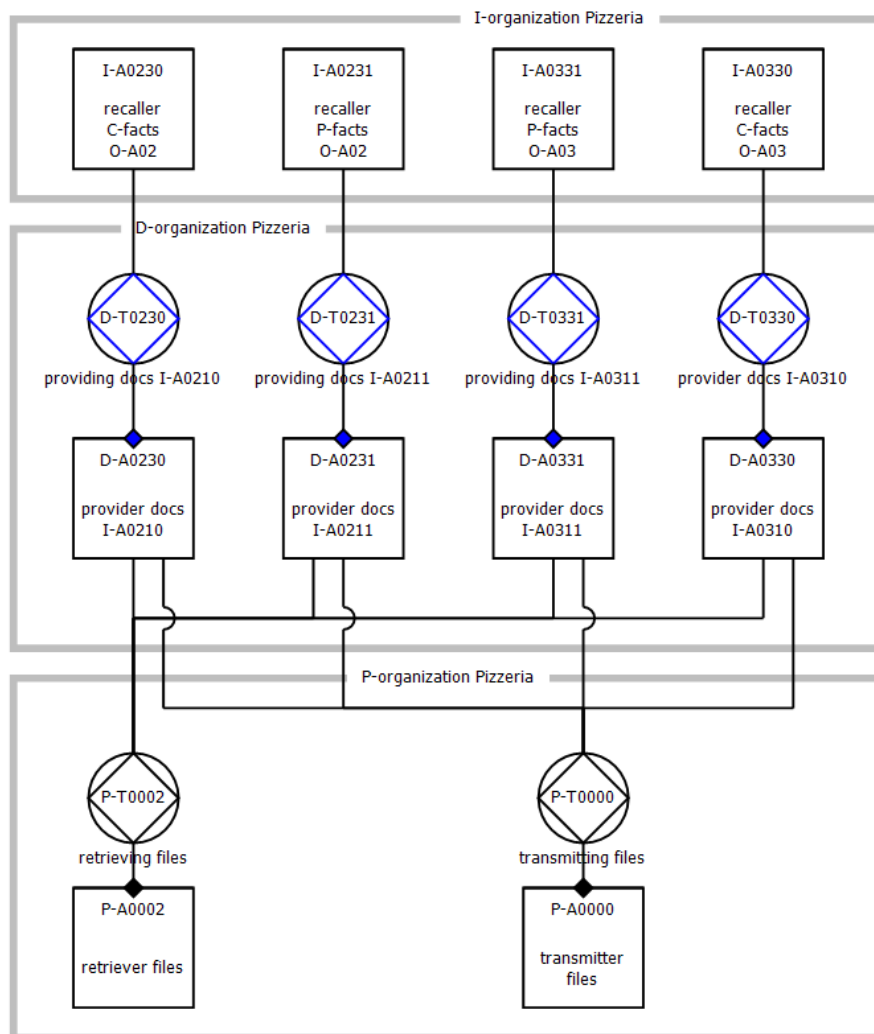 I-organization Pizzeria
I-A0230
recaller
C-facts
O-A02
I-A0231
recaller
P-facts
O-A02
I-A0331
recaller
P-facts
O-A03
I-A0330
recaller
C-facts
O-A03
D-organization Pizzeria
D-T0230
D-T0231
D-T0331
D-T0330
providing docs I-A0210
providing docs I-A0211
providing docs I-A0311
provider docs I-A0310
D-A0230
provider docs
I-A0210
D-A0231
provider docs
I-A0211
D-A0331
provider docs
I-A0311
D-A0330
provider docs
I-A0310
P-organization Pizzeria
P-T0002
P-T0000
retrieving files
transmitting files
P-A0002
retriever files
P-A0000
transmitter
files